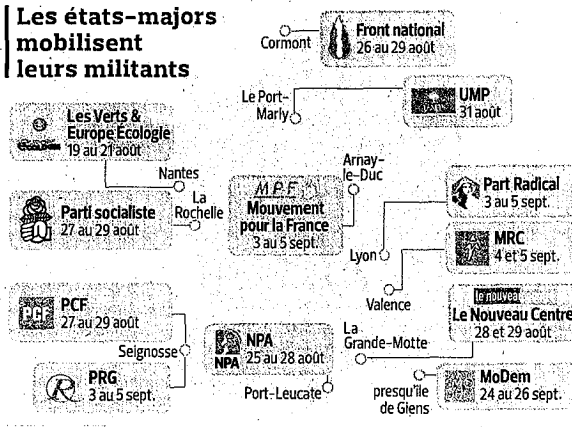 Les états-majors
mobilisent
leurs militants
Cormont
Front national
26 au 29 août
Le Port-
Marly
UMP
31 août
Les Verts &
Europe Écologie
19 au 21 août
Nantes
Parti socialiste
27 au 29 août
La
Rochelle
MPF
Mouvement
pour la France
3 au 5 sept.
Arnay-
le-Duc
Part Radical
3 au 5 sept.
Lyon
MRC
4 et 5 sept.
Valence
le nouveau
Le Nouveau Centre
28 et 29 août
La
Grande-Motte
PCF
PCF
27 au 29 août
Seignosse
R
PRG
3 au 5 sept.
NPA
NPA
25 au 28 août
Port-Leucate
presqu'île
de Giens
MoDem
24 au 26 sept.